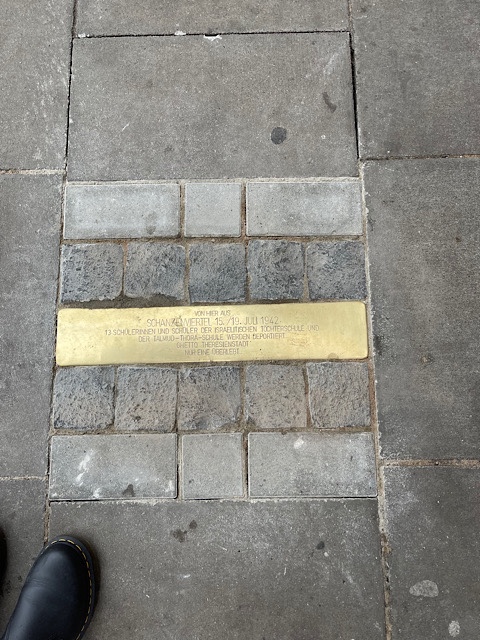 VON HIER AUS
SCHANZENVIERTEL 15./19. JULI 1942
13 SCHÜLERINNEN UND SCHÜLER DER ISRAELITISCHEN TÖCHTERSCHULE UND
DER TALMUD-THORA-SCHULE WERDEN DEPORTIERT
GHETTO THERESIENSTADT
NUR EINE ÜBERLEBT